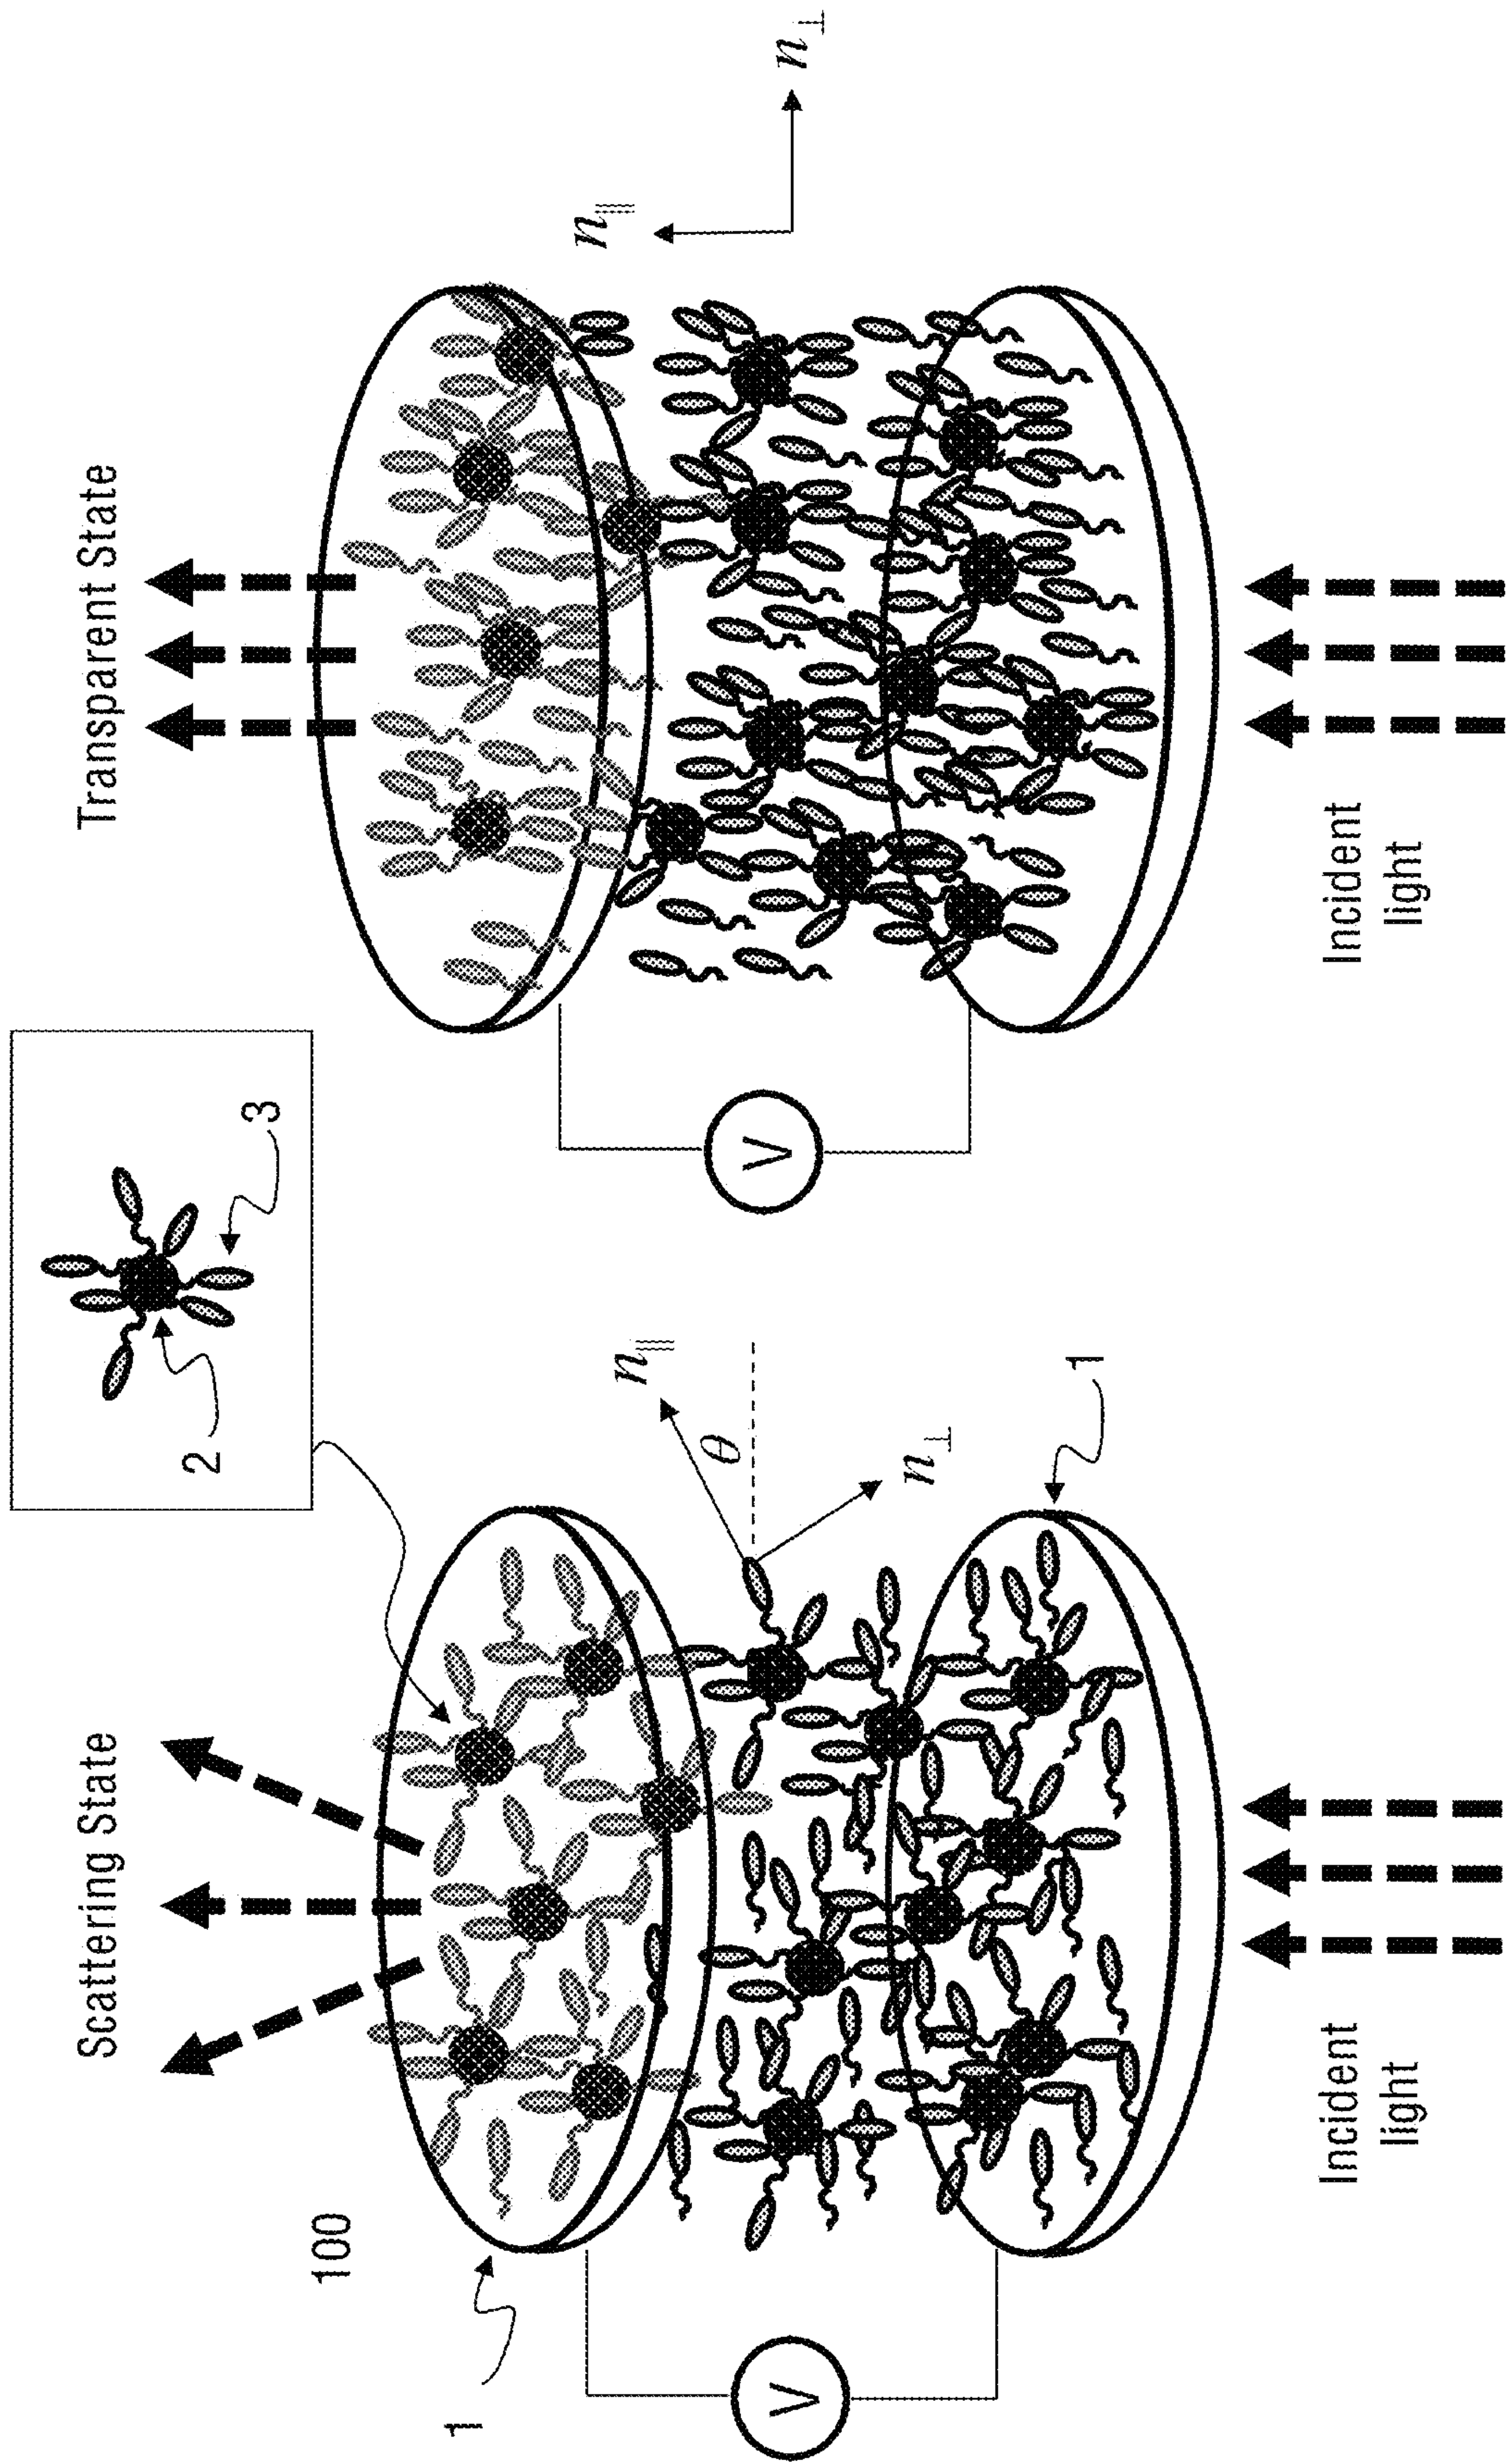 Scattering State
Transparent State
100
1
2
3
n∥
θ
n⊥
n∥
n⊥
V
V
1
Incident
light
Incident
light